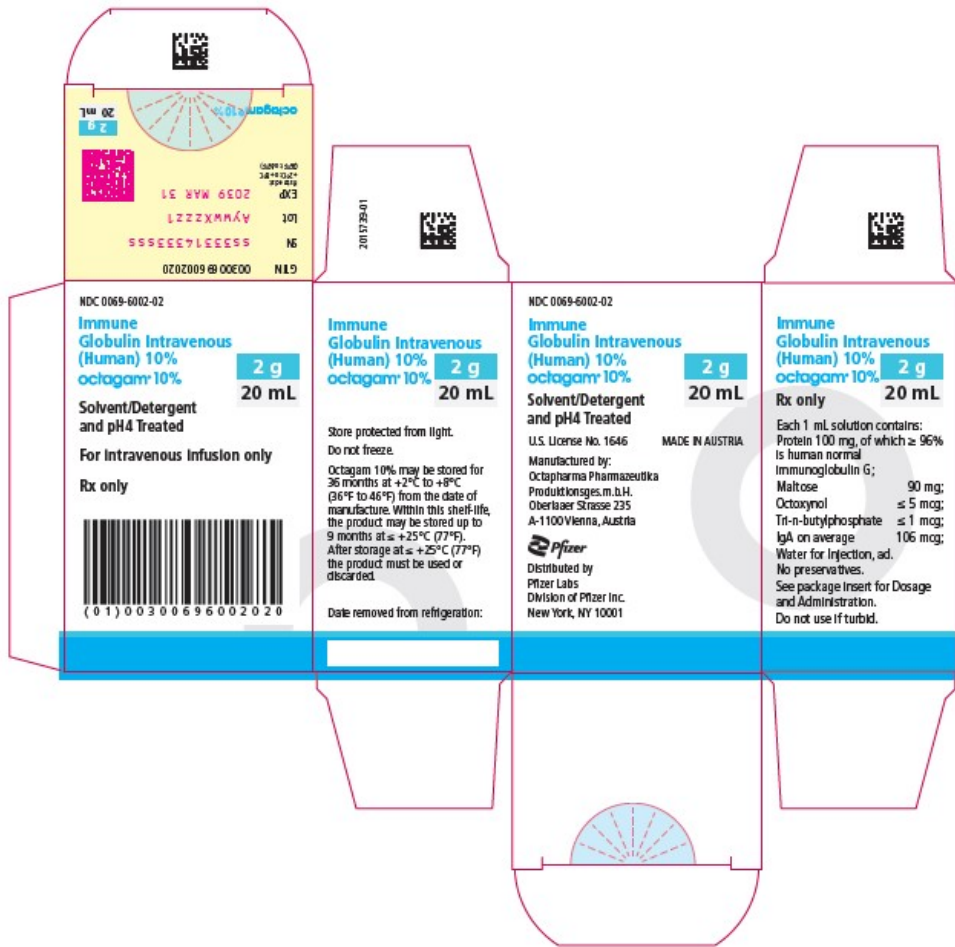 GTIN 00300696002020
SN
Lot AywwXzzz1
EXP 2039 MAR 31
2 g
20 mL
octagam® 10%
2015739-01
NDC 0069-6002-02
Immune
Globulin Intravenous
(Human) 10%
octagam® 10%
2 g
20 mL
Solvent/Detergent
and pH4 Treated
For intravenous infusion only
Rx only
(01)00300696002020
Immune
Globulin Intravenous
(Human) 10%
octagam® 10%
2 g
20 mL
Store protected from light.
Do not freeze.
Octagam 10% may be stored for
36 months at +2°C to +8°C
(36°F to 46°F) from the date of
manufacture. Within this shelf-life,
the product may be stored up to
9 months at ≤ +25°C (77°F).
After storage at ≤ +25°C (77°F)
the product must be used or
discarded.
Date removed from refrigeration:
NDC 0069-6002-02
Immune
Globulin Intravenous
(Human) 10%
octagam® 10%
2 g
20 mL
Solvent/Detergent
and pH4 Treated
U.S. License No. 1646 MADE IN AUSTRIA
Manufactured by:
Octapharma Pharmazeutika
Produktionsges.m.b.H.
Oberlaaer Strasse 235
A-1100 Vienna, Austria
Pfizer
Distributed by
Pfizer Labs
Division of Pfizer Inc.
New York, NY 10001
Immune
Globulin Intravenous
(Human) 10%
octagam® 10%
2 g
20 mL
Rx only
Each 1 mL solution contains:
Protein 100 mg, of which ≥ 96%
is human normal
immunoglobulin G;
Maltose 90 mg;
Octoxynol ≤ 5 mcg;
Tri-n-butylphosphate ≤ 1 mcg;
IgA on average 106 mcg;
Water for Injection, ad.
No preservatives.
See package insert for Dosage
and Administration.
Do not use if turbid.